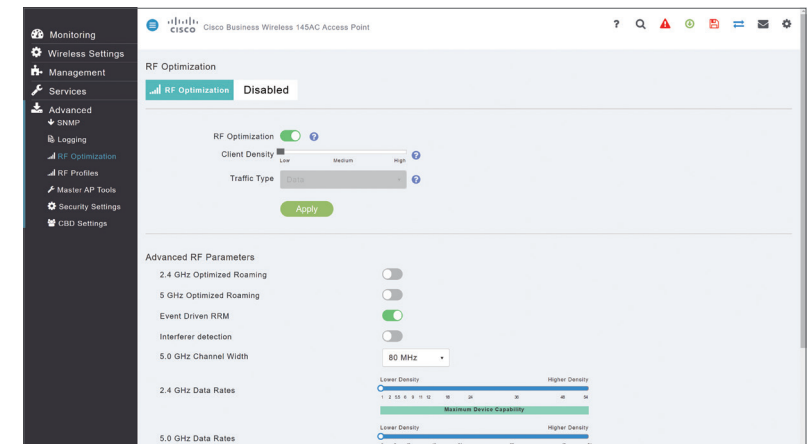 CISCO Cisco Business Wireless 145AC Access Point
?
Monitoring
Wireless Settings
Management
Services
Advanced
SNMP
Logging
RF Optimization
RF Profiles
Master AP Tools
Security Settings
CBD Settings
RF Optimization
RF Optimization Disabled
RF Optimization ?
Client Density ?
Low Medium High
Traffic Type Data ?
Apply
Advanced RF Parameters
2.4 GHz Optimized Roaming
5 GHz Optimized Roaming
Event Driven RRM
Interferer detection
5.0 GHz Channel Width 80 MHz
Lower Density Higher Density
2.4 GHz Data Rates
1 2 5.5 6 9 11 12 18 24 36 48 54
Maximum Device Capability
Lower Density Higher Density
5.0 GHz Data Rates